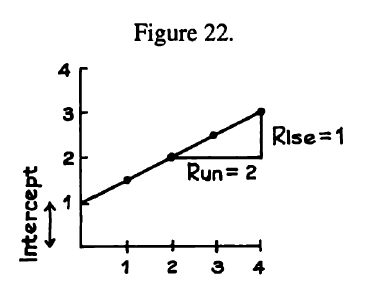 Figure 22.
4
3
2
1
Rise=1
Run=2
Intercept
1 2 3 4